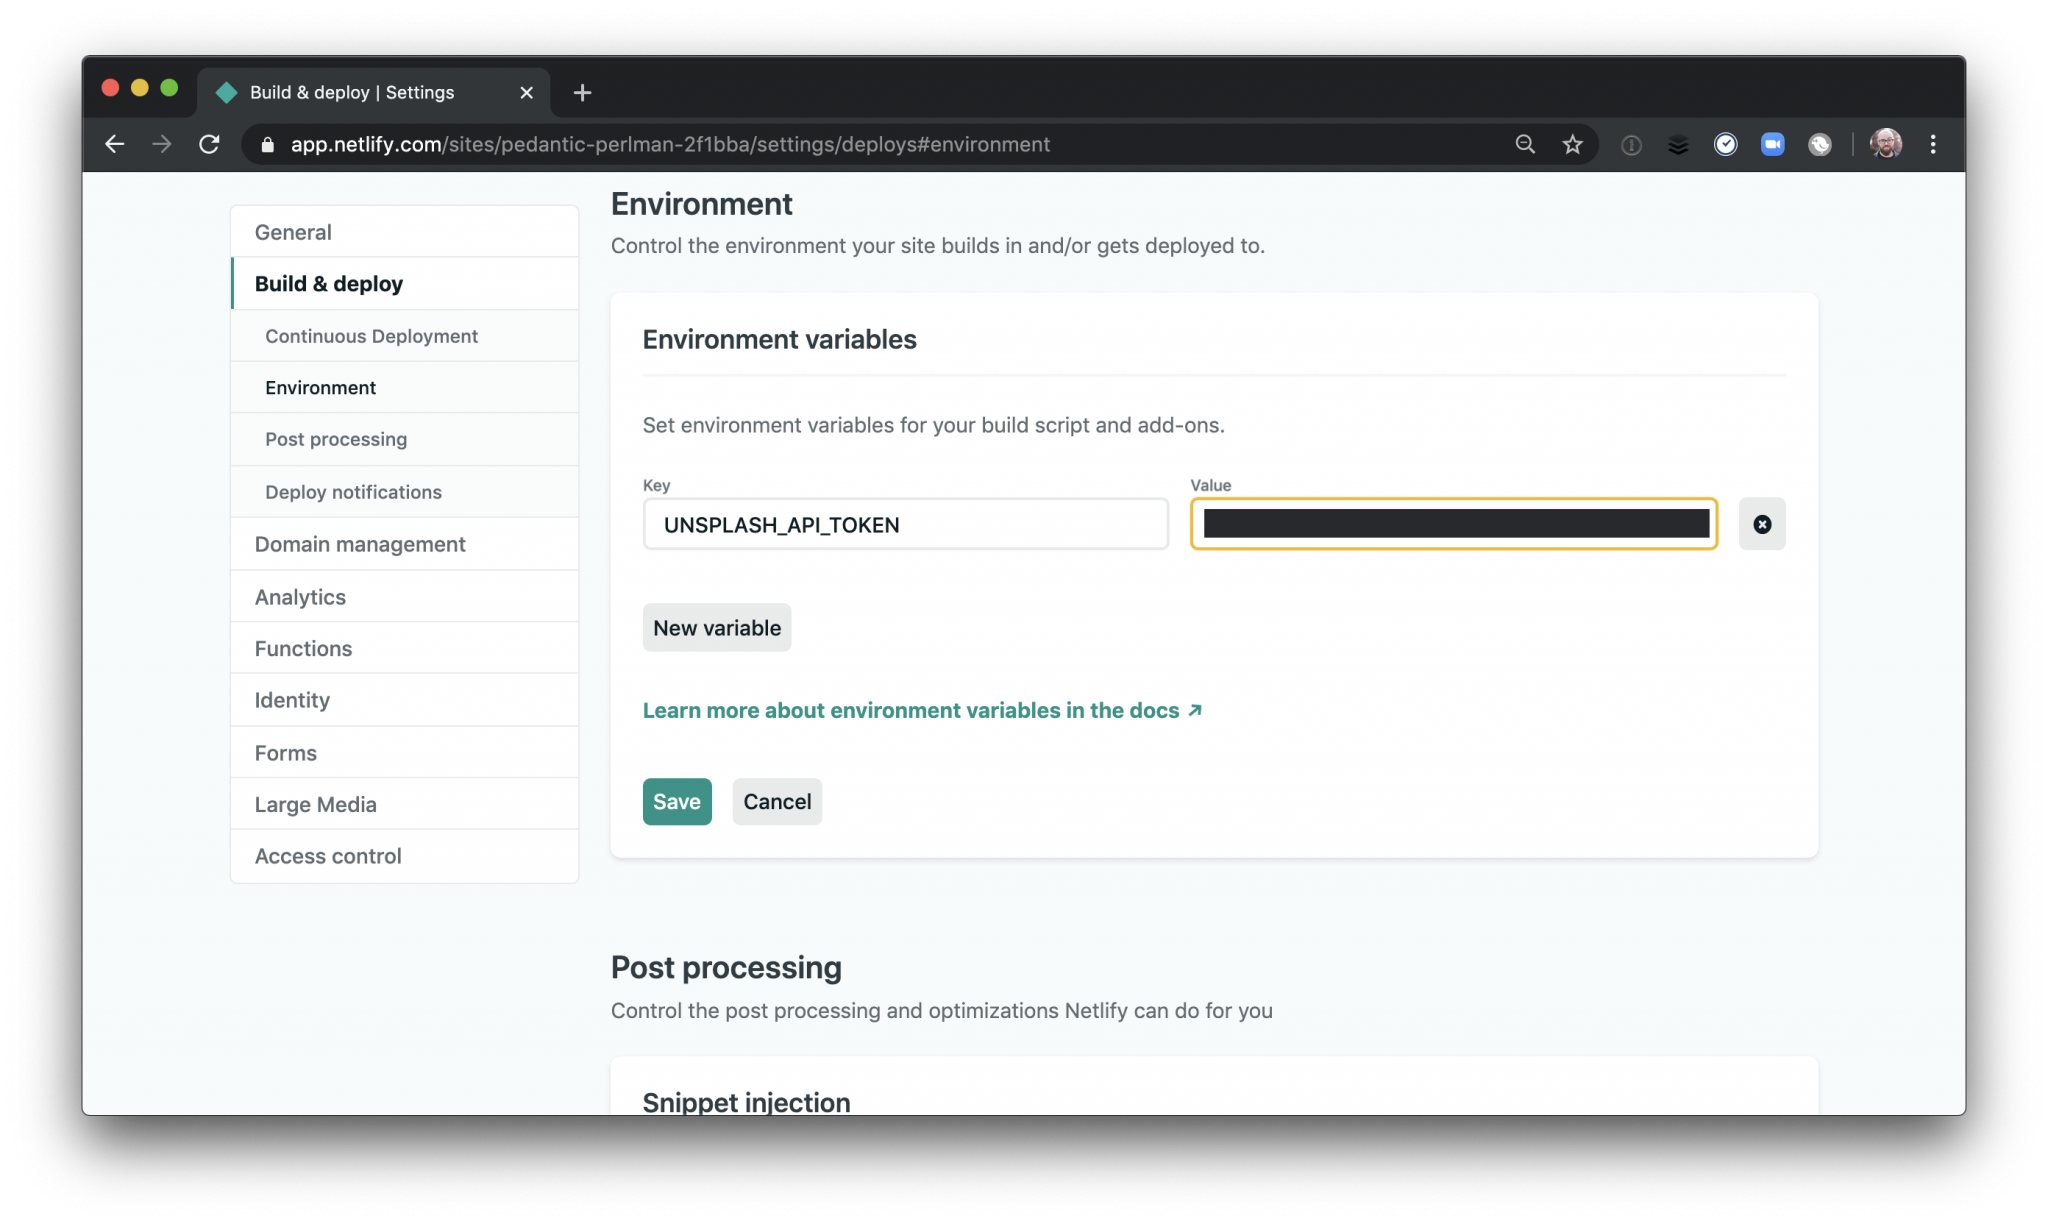 Build & deploy | Settings
app.netlify.com/sites/pedantic-perlman-2f1bba/settings/deploys#environment
General
Build & deploy
Continuous Deployment
Environment
Post processing
Deploy notifications
Domain management
Analytics
Functions
Identity
Forms
Large Media
Access control
Environment
Control the environment your site builds in and/or gets deployed to.
Environment variables
Set environment variables for your build script and add-ons.
Key
Value
UNSPLASH_API_TOKEN
New variable
Learn more about environment variables in the docs ↗
Save
Cancel
Post processing
Control the post processing and optimizations Netlify can do for you
Snippet injection